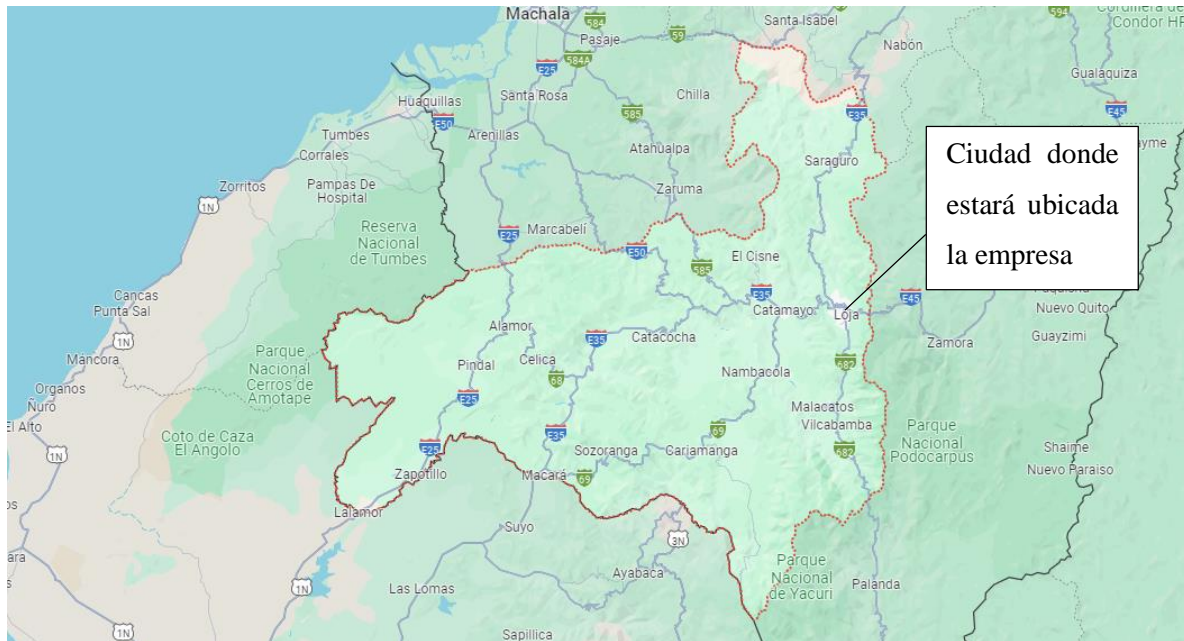 Machala
584
Pasaje
59
Santa Isabel
594
Cordillera del
Condor HP
Nabón
584A
E25
Gualaquiza
Huaquillas
Santa Rosa
Chilla
E45
E50
585
E35
Tumbes
Arenillas
Corrales
Atahualpa
Saraguro
Ciudad donde
estará ubicada
la empresa
Zorritos
Pampas De
Hospital
Zaruma
1N
Reserva
Nacional
de Tumbes
Marcabelí
E25
E50
585
El Cisne
Cancas
Punta Sal
E35
E45
Catamayo
Loja
Nuevo Quito
Guayzimi
Zamora
Alamor
E35
Catacocha
1N
Mancora
Parque
Nacional
Cerros de
Amotape
Pindal
Celica
68
682
Nambacola
Organos
Ñuro
El Alto
E25
Malacatos
Vilcabamba
Parque
Nacional
Podocarpus
Coto de Caza
El Angolo
E25
E35
69
682
Shaime
Nuevo Paraiso
1N
Sozoranga
Cariamanga
Zapotillo
Macará
69
Lalamor
Suyo
3N
Parque
Nacional
de Yacuri
Ayabaca
Palanda
Las Lomas
1N
1N
Sapillica